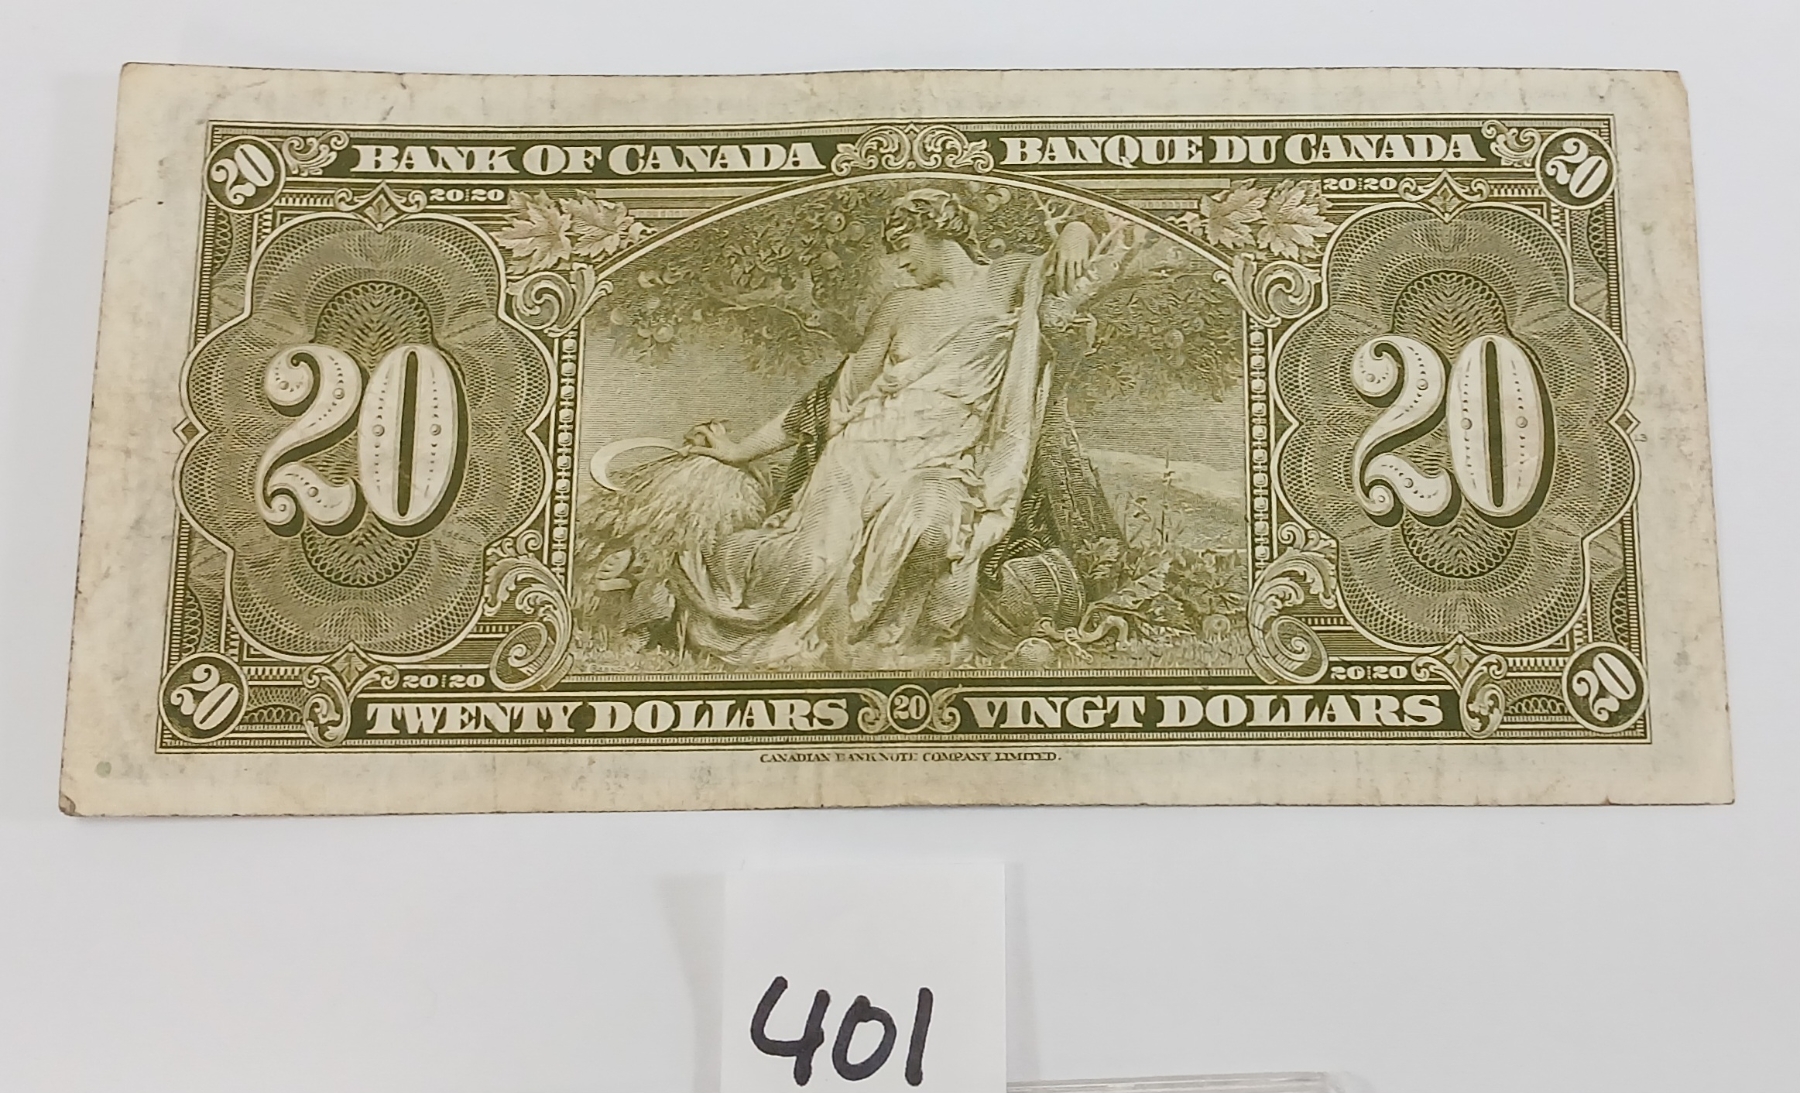 20 BANK OF CANADA BANQUE DU CANADA 20
20 20 20 20
20 20
20 20 20 20
20 TWENTY DOLLARS 20 VINGT DOLLARS 20
CANADIAN BANK NOTE COMPANY LIMITED.
401